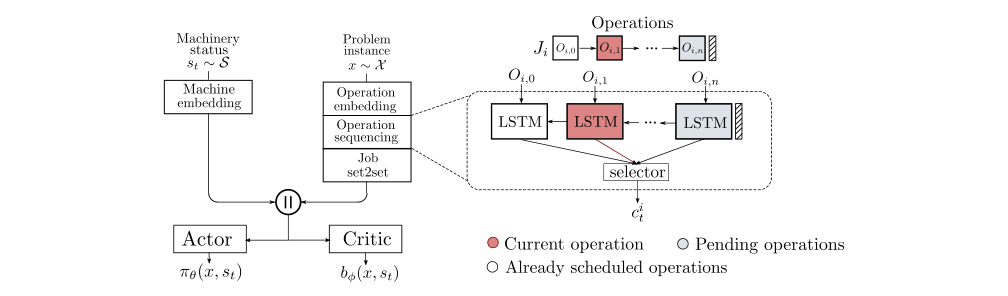 Machinery
status
s_t ∼ 𝒮
Machine
embedding
Problem
instance
x ∼ 𝒳
Operation
embedding
Operation
sequencing
Job
set2set
||
Actor
Critic
π_θ(x, s_t)
b_ϕ(x, s_t)
Operations
J_i O_{i,0} O_{i,1} ··· O_{i,n}
O_{i,0} O_{i,1} O_{i,n}
LSTM LSTM ··· LSTM
selector
c_t^i
Current operation Pending operations
Already scheduled operations